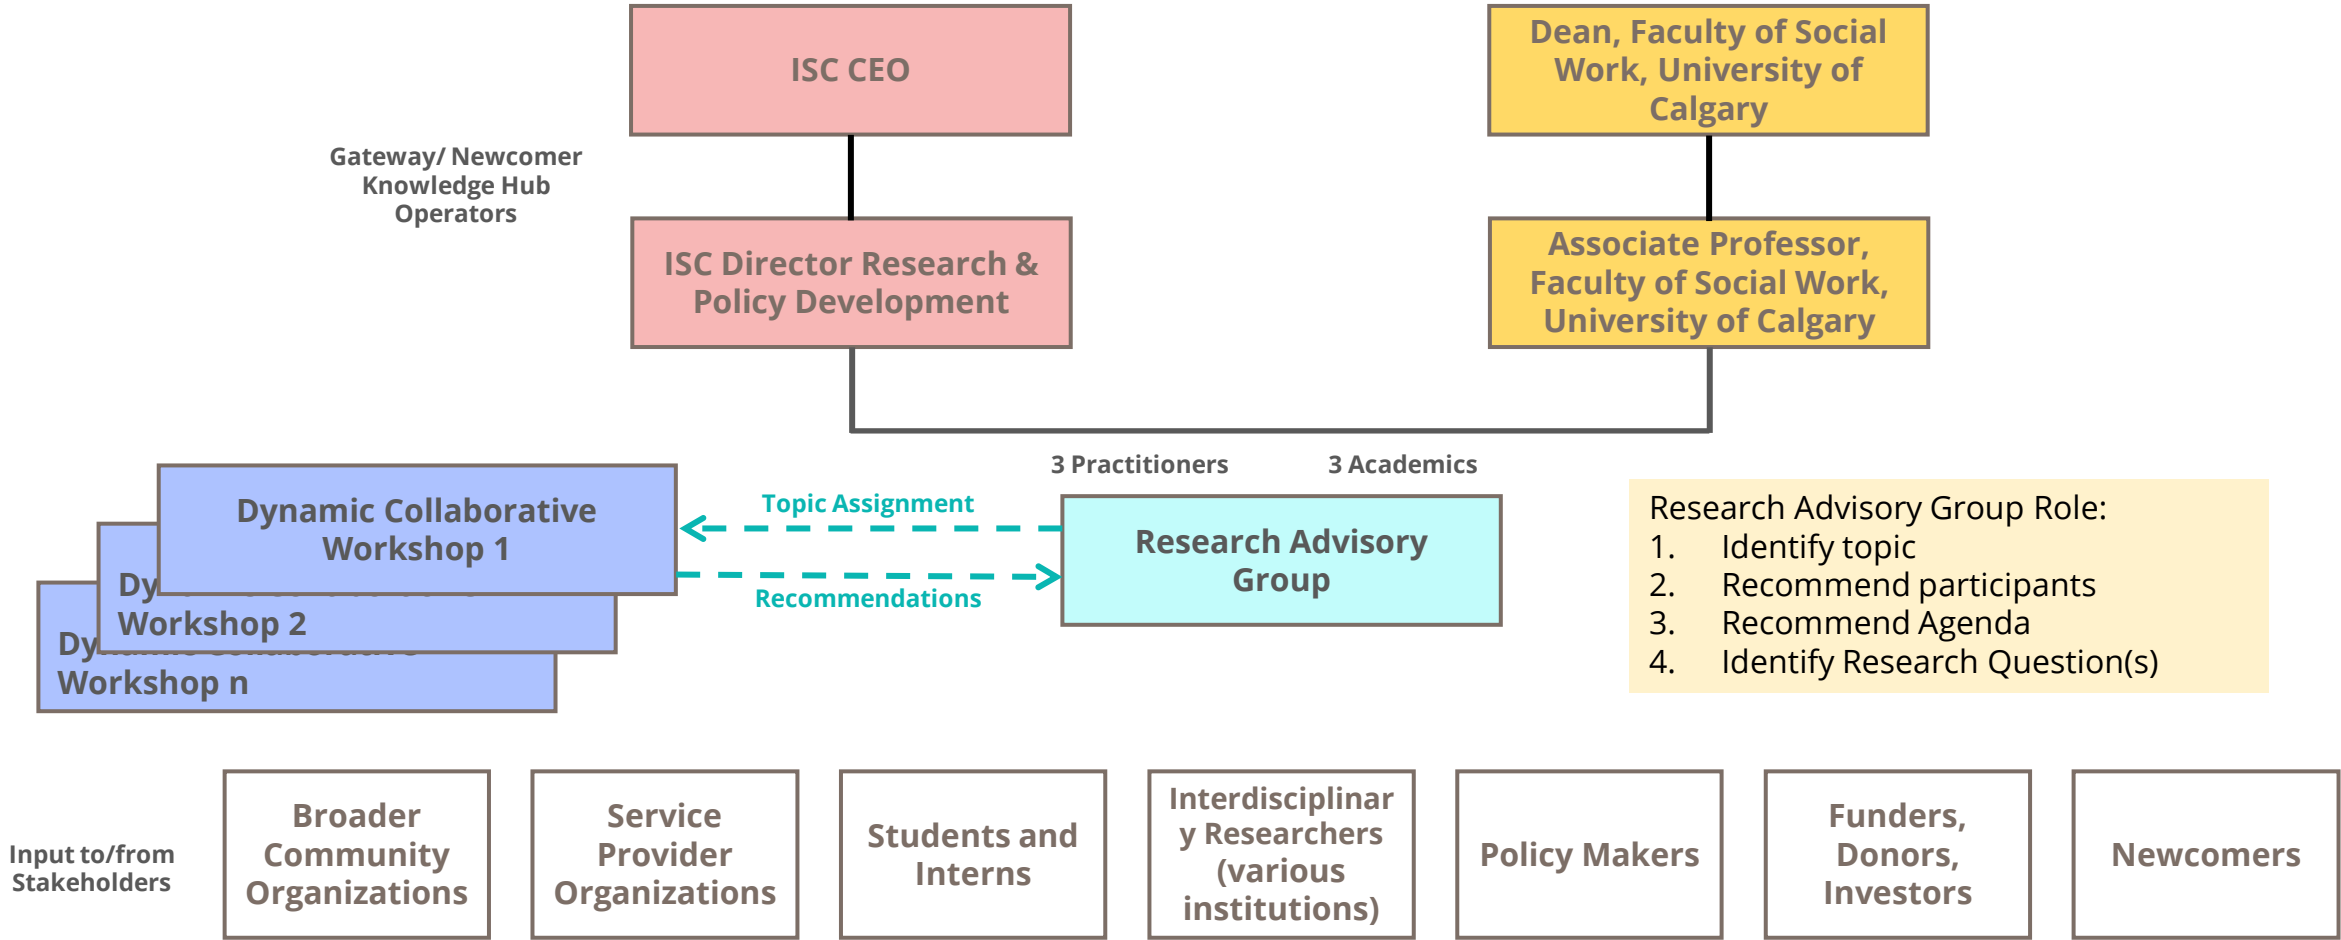 ISC CEO
Dean, Faculty of Social
Work, University of
Calgary
Gateway/ Newcomer
Knowledge Hub
Operators
ISC Director Research &
Policy Development
Associate Professor,
Faculty of Social Work,
University of Calgary
3 Practitioners
3 Academics
Dynamic Collaborative
Workshop 1
Topic Assignment
Recommendations
Research Advisory
Group
Dy
Workshop 2
Dy
Workshop n
Research Advisory Group Role:
1. Identify topic
2. Recommend participants
3. Recommend Agenda
4. Identify Research Question(s)
Input to/from
Stakeholders
Broader
Community
Organizations
Service
Provider
Organizations
Students and
Interns
Interdisciplinar
y Researchers
(various
institutions)
Policy Makers
Funders,
Donors,
Investors
Newcomers